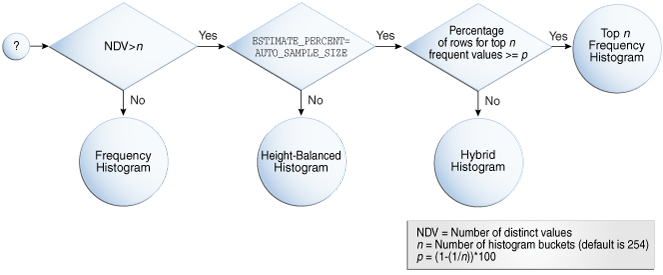 ?
NDV>n
Yes
ESTIMATE_PERCENT=
AUTO_SAMPLE_SIZE
Yes
Percentage
of rows for top n
frequent values >= p
Yes
Top n
Frequency
Histogram
No
No
No
Frequency
Histogram
Height-Balanced
Histogram
Hybrid
Histogram
NDV = Number of distinct values
n = Number of histogram buckets (default is 254)
p = (1-(1/n))*100